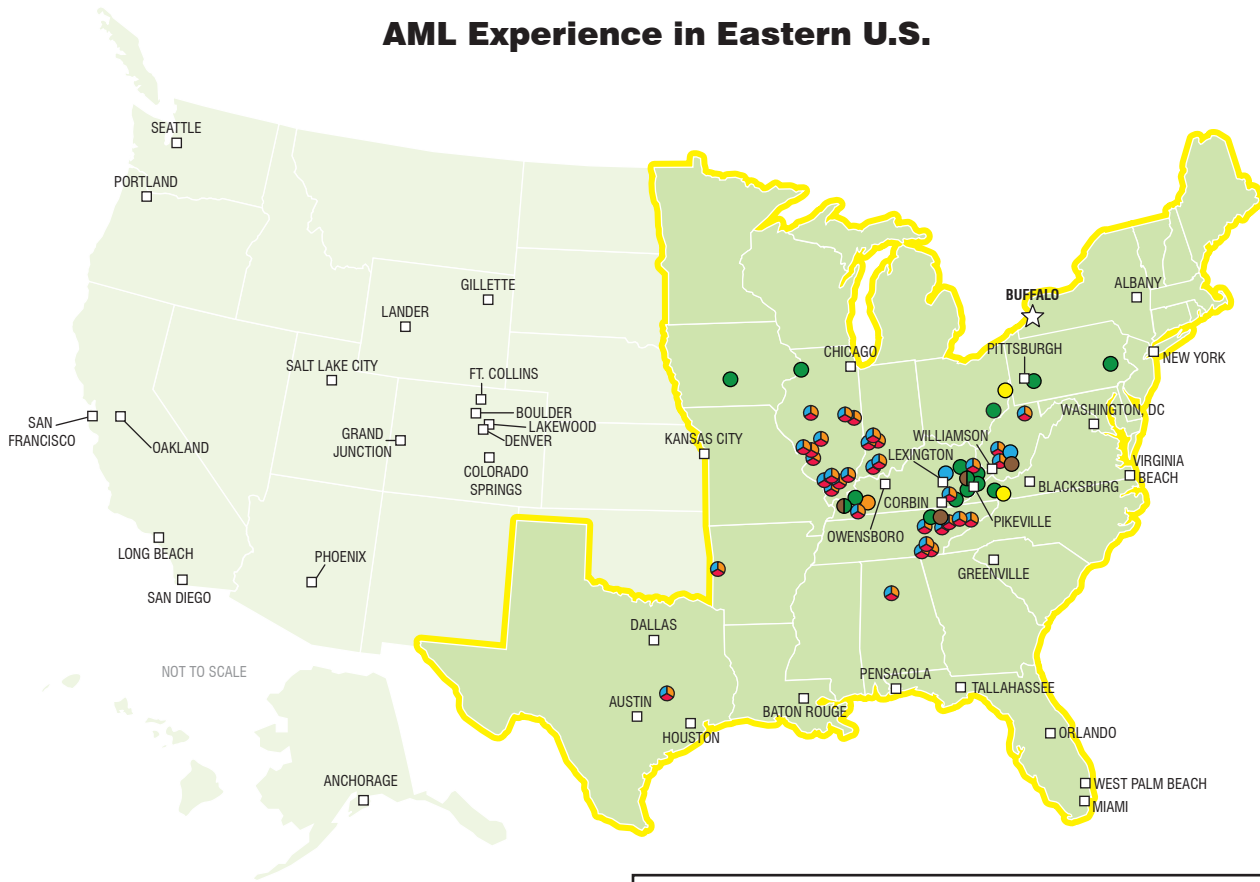 AML Experience in Eastern U.S.
SEATTLE
PORTLAND
GILLETTE
LANDER
SALT LAKE CITY
FT. COLLINS
BOULDER
LAKEWOOD
DENVER
GRAND
JUNCTION
COLORADO
SPRINGS
SAN
FRANCISCO
OAKLAND
LONG BEACH
SAN DIEGO
PHOENIX
NOT TO SCALE
ANCHORAGE
BUFFALO
ALBANY
CHICAGO
PITTSBURGH
NEW YORK
WASHINGTON, DC
KANSAS CITY
WILLIAMSON
LEXINGTON
VIRGINIA
BEACH
BLACKSBURG
CORBIN
PIKEVILLE
OWENSBORO
GREENVILLE
DALLAS
AUSTIN
HOUSTON
BATON ROUGE
PENSACOLA
TALLAHASSEE
ORLANDO
WEST PALM BEACH
MIAMI